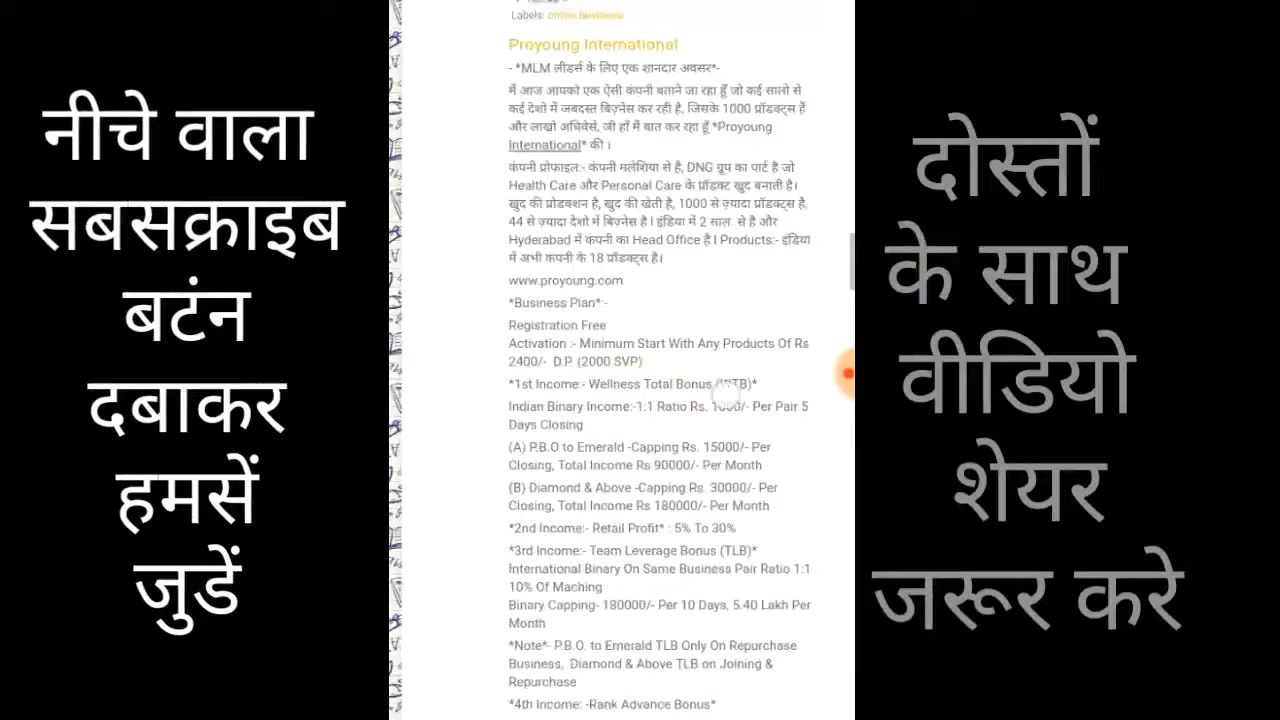 नीचे वाला
सबसक्राइब
बटंन
दबाकर
हमसें
जुडें
Labels: online business
Proyoung International
- *MLM लीडर्स के लिए एक शानदार अवसर*-
में आज आपको एक ऐसी कंपनी बताने जा रहा हूँ जो कई सालो से
कई देशो में जबदस्त बिज़्नेस कर रही है, जिसके 1000 प्रॉडक्ट्स हैं
और लाखो अचिवेर्स, जी हाँ में बात कर रहा हूँ *Proyoung
International* की ।
कंपनी प्रोफाइल:- कंपनी मलेशिया से है, DNG ग्रूप का पार्ट है जो
Health Care और Personal Care के प्रॉडक्ट खुद बनाती है।
खुद की प्रोडक्शन है, खुद की खेती है, 1000 से ज़्यादा प्रॉडक्ट्स है,
44 से ज़्यादा देशो में बिज़्नेस है l इंडिया में 2 साल से है और
Hyderabad में कंपनी का Head Office है l Products:- इंडिया
में अभी कंपनी के 18 प्रॉडक्ट्स है।
www.proyoung.com
*Business Plan*:-
Registration Free
Activation :- Minimum Start With Any Products Of Rs
2400/- D.P. (2000 SVP)
*1st Income:- Wellness Total Bonus
Indian Binary Income:-1:1 Ratio Rs. 1000/- Per Pair 5
Days Closing
(A) P.B.O to Emerald -Capping Rs. 15000/- Per
Closing, Total Income Rs 90000/- Per Month
(B) Diamond & Above -Capping Rs. 30000/- Per
Closing, Total Income Rs 180000/- Per Month
*2nd Income:- Retail Profit* : 5% To 30%
*3rd Income:- Team Leverage Bonus (TLB)*
International Binary On Same Business Pair Ratio 1:1
10% Of Maching
Binary Capping- 180000/- Per 10 Days, 5.40 Lakh Per
Month
*Note*- P.B.O. to Emerald TLB Only On Repurchase
Business, Diamond & Above TLB on Joining &
Repurchase
*4th Income: -Rank Advance Bonus*
दोस्तों
के साथ
वीडियो
शेयर
जरूर करे